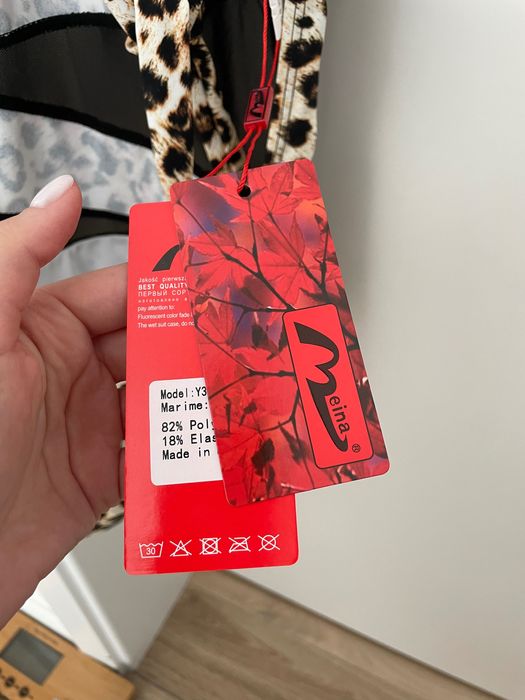 Jakość pierwsza
BEST QUALITY
ПЕРВЫЙ СОРТ
pay attention to:
Fluorescent color fade
The wet suit case, do
Model:Y3
Marime:
82% Poly
18% Elas
Made in
30
Meina